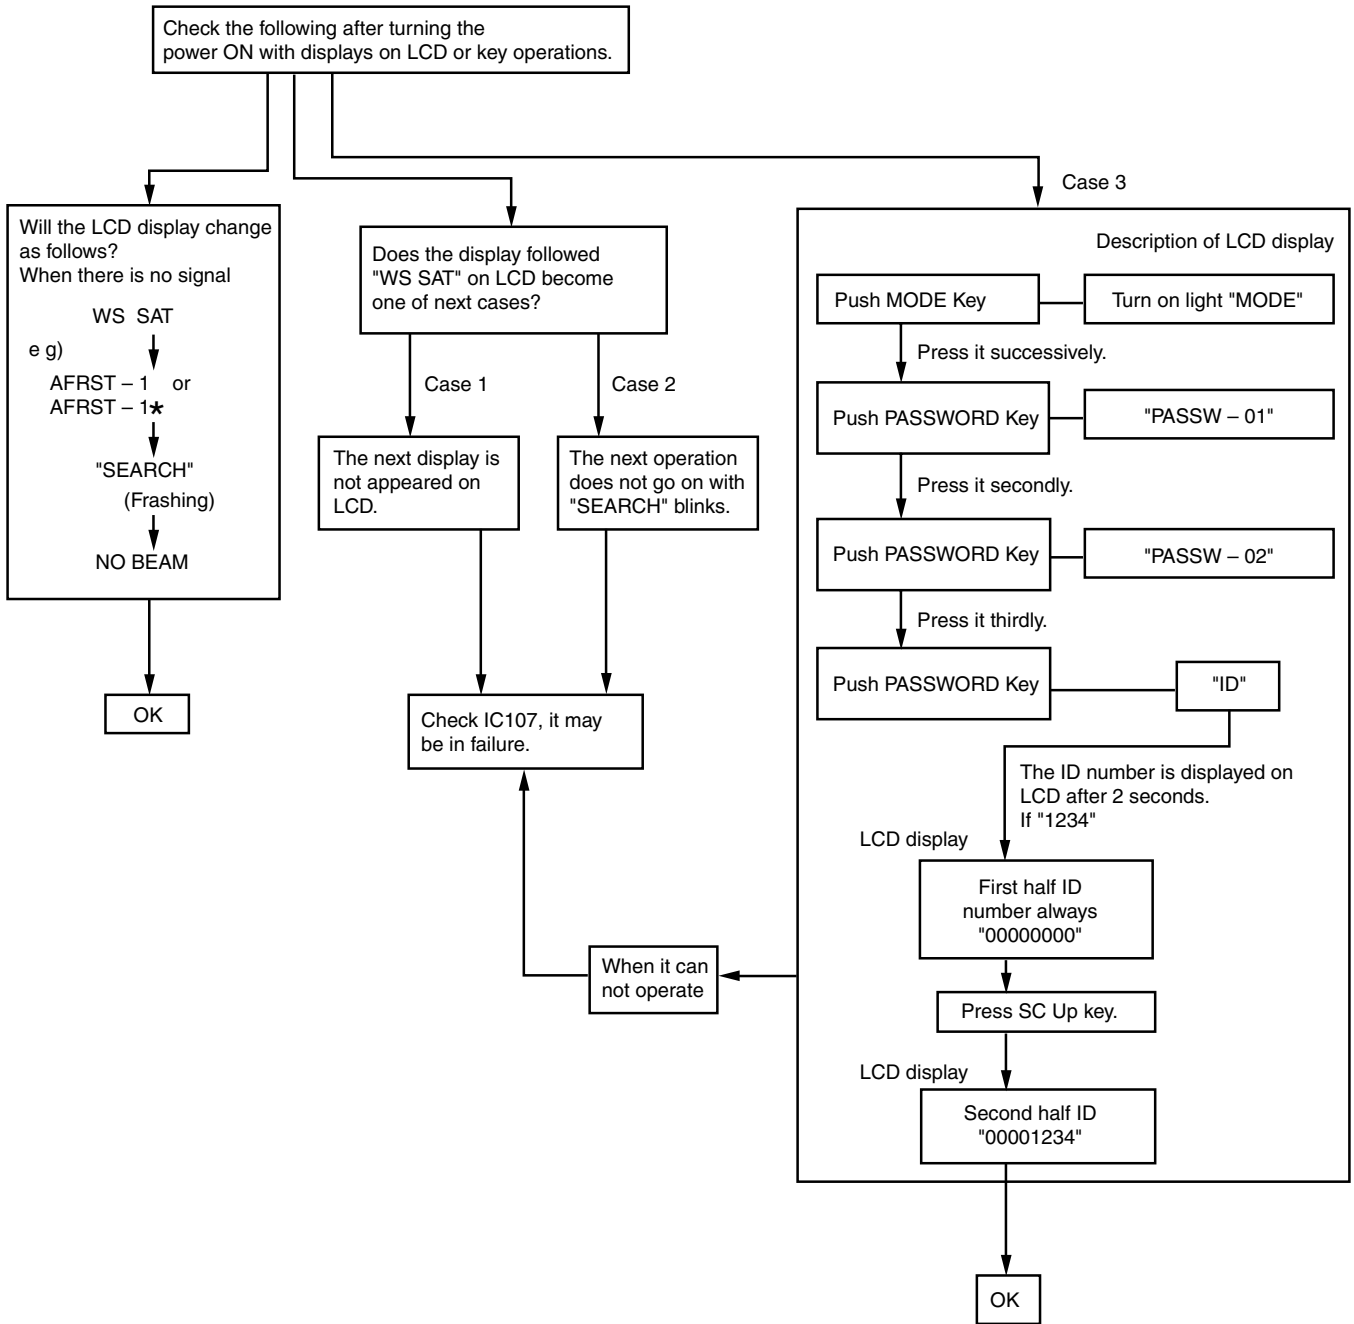 Check the following after turning the
power ON with displays on LCD or key operations.
Will the LCD display change
as follows?
When there is no signal
WS SAT
e g)
AFRST – 1 or
AFRST – 1★
"SEARCH"
(Frashing)
NO BEAM
OK
Does the display followed
"WS SAT" on LCD become
one of next cases?
Case 1
Case 2
The next display is
not appeared on
LCD.
The next operation
does not go on with
"SEARCH" blinks.
Check IC107, it may
be in failure.
When it can
not operate
Case 3
Description of LCD display
Push MODE Key
Turn on light "MODE"
Press it successively.
Push PASSWORD Key
"PASSW – 01"
Press it secondly.
Push PASSWORD Key
"PASSW – 02"
Press it thirdly.
Push PASSWORD Key
"ID"
The ID number is displayed on
LCD after 2 seconds.
If "1234"
LCD display
First half ID
number always
"00000000"
Press SC Up key.
LCD display
Second half ID
"00001234"
OK